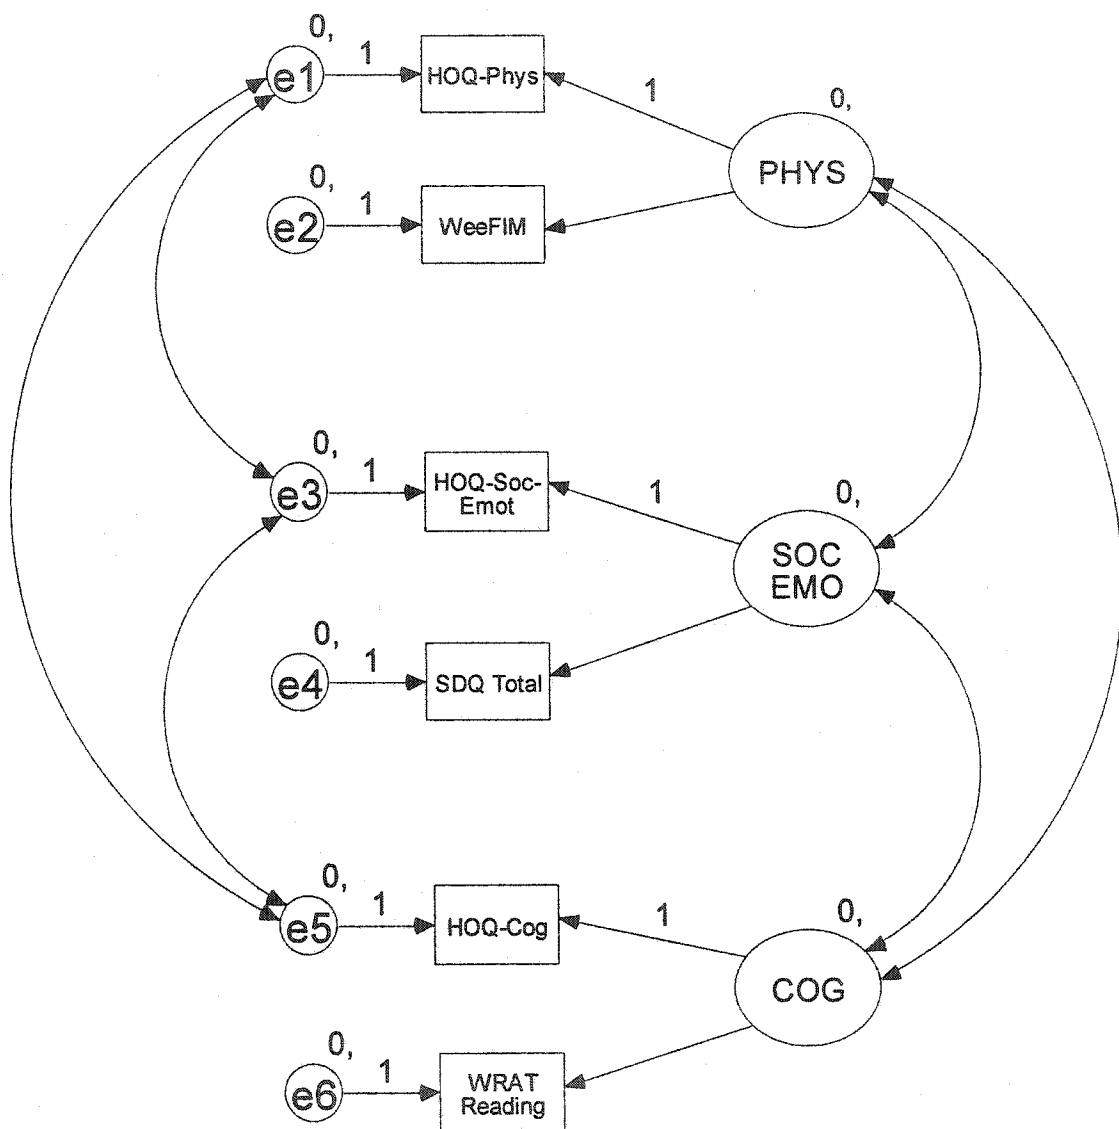 0,
1
e1
HOQ-Phys
1
0,
PHYS
0,
1
e2
WeeFIM
0,
1
e3
HOQ-Soc-
Emot
1
0,
SOC
EMO
0,
1
e4
SDQ Total
0,
1
e5
HOQ-Cog
1
0,
COG
0,
1
e6
WRAT
Reading